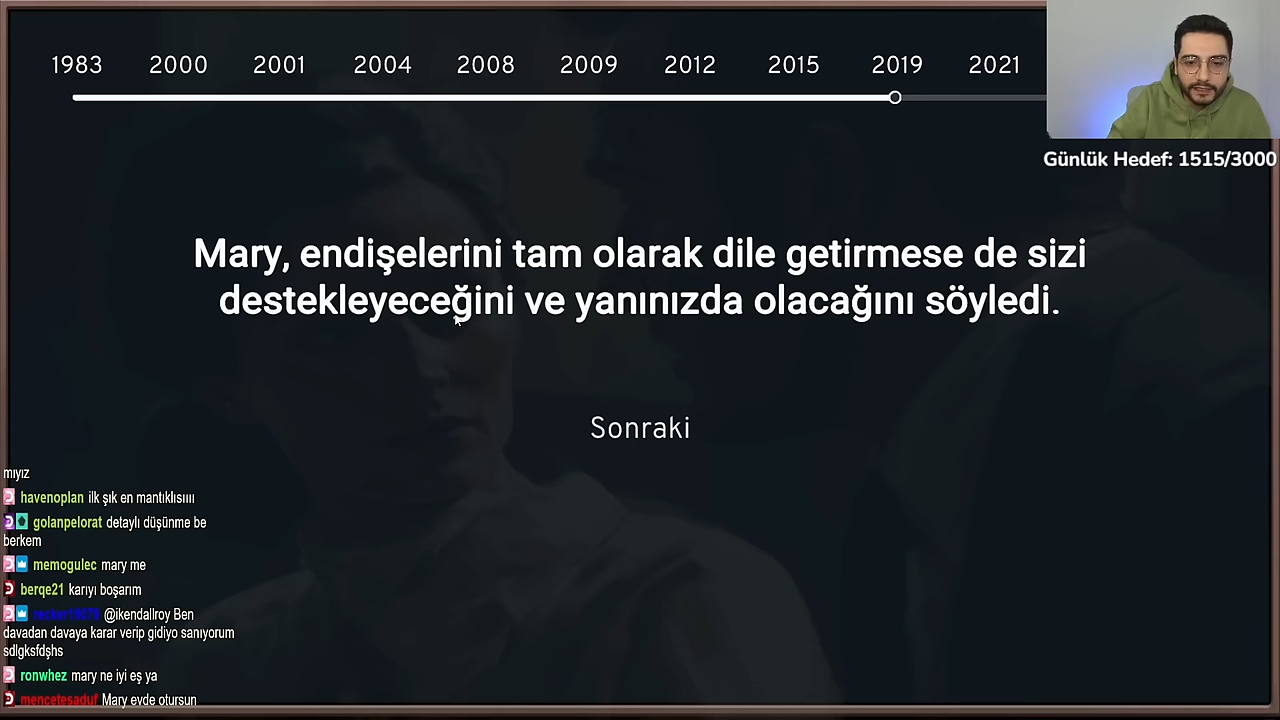 1983 2000 2001 2004 2008 2009 2012 2015 2019 2021
Günlük Hedef: 1515/3000
Mary, endişelerini tam olarak dile getirmese de sizi
destekleyeceğini ve yanınızda olacağını söyledi.
Sonraki
mıyız
havenoplan ilk şık en mantıklısıııı
golanpelorat detaylı düşünme be
berkem
memogulec mary me
berqe21 karıyı boşarım
@ikendallroy Ben
davadan davaya karar verip gidiyo sanıyorum
sdlgksfdşhs
ronwhez mary ne iyi eş ya
mencetesaduf Mary evde otursun